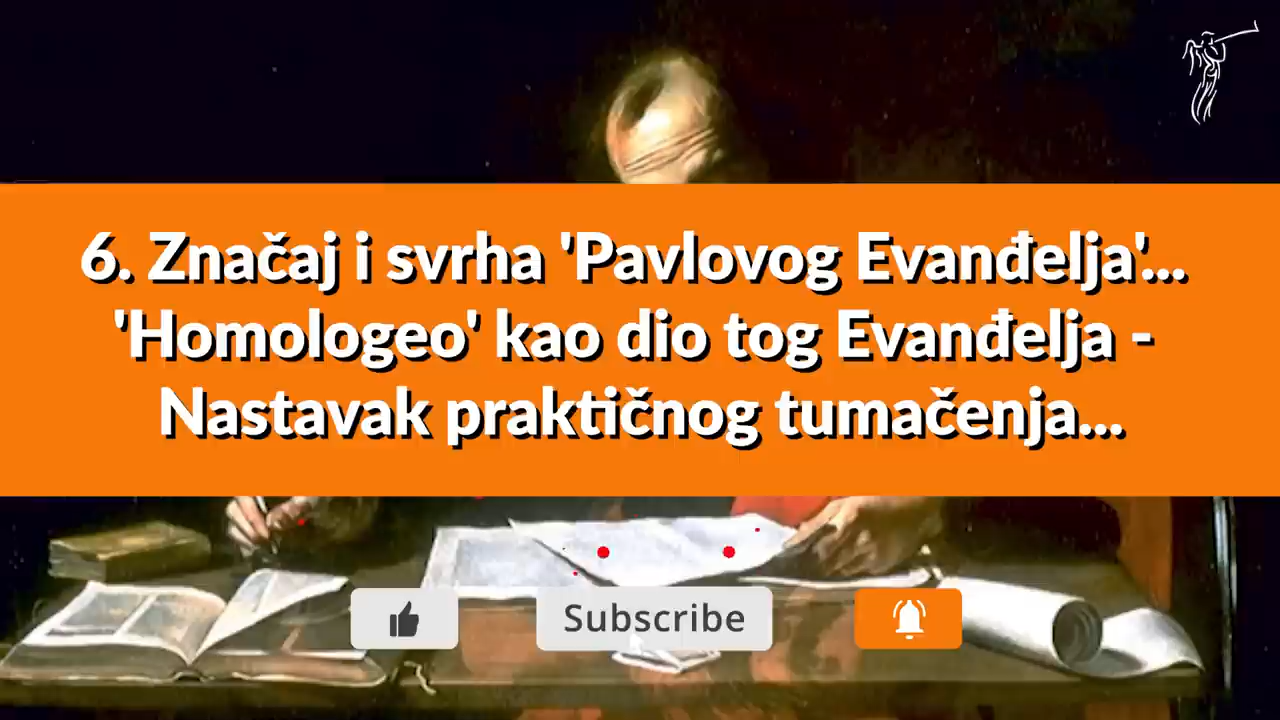 6. Značaj i svrha 'Pavlovog Evanđelja'...
'Homologeo' kao dio tog Evanđelja -
Nastavak praktičnog tumačenja...
Subscribe